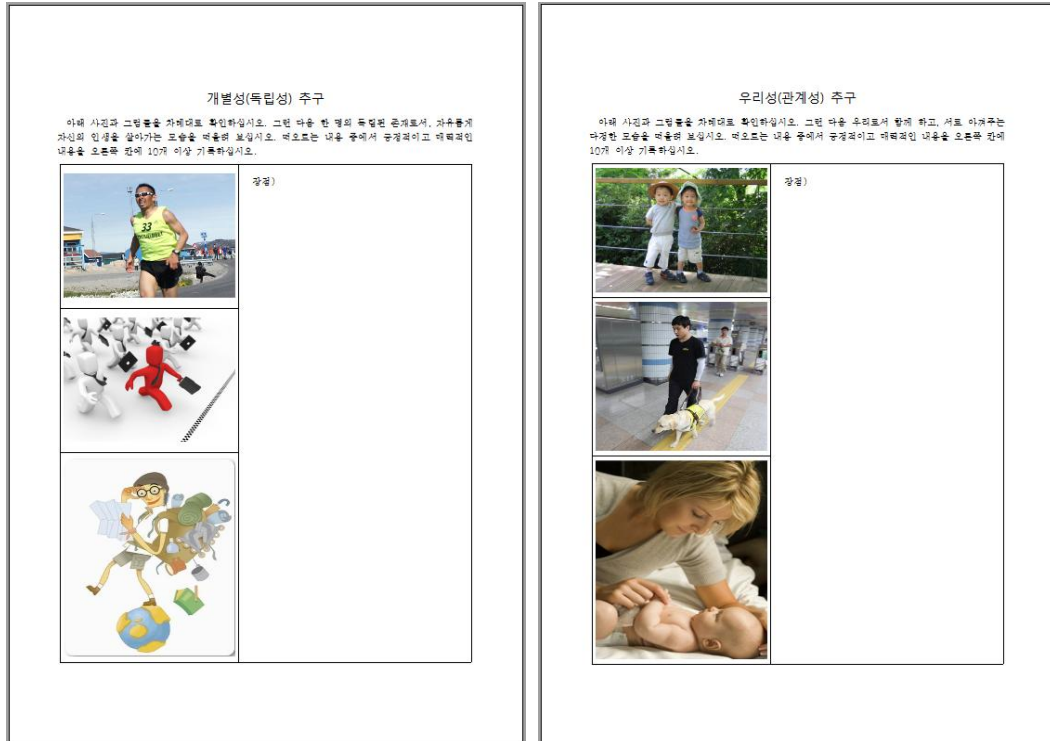 개별성(독립성) 추구
아래 사진과 그림들을 차례대로 확인하십시오. 그런 다음 한 명의 독립된 존재로서, 자유롭게
자신의 인생을 살아가는 모습을 떠올려 보십시오. 떠오르는 내용 중에서 긍정적이고 매력적인
내용을 오른쪽 칸에 10개 이상 기록하십시오.
장점)
33
우리성(관계성) 추구
아래 사진과 그림들을 차례대로 확인하십시오. 그런 다음 우리로서 함께 하고, 서로 아껴주는
다정한 모습을 떠올려 보십시오. 떠오르는 내용 중에서 긍정적이고 매력적인 내용을 오른쪽 칸에
10개 이상 기록하십시오.
장점)